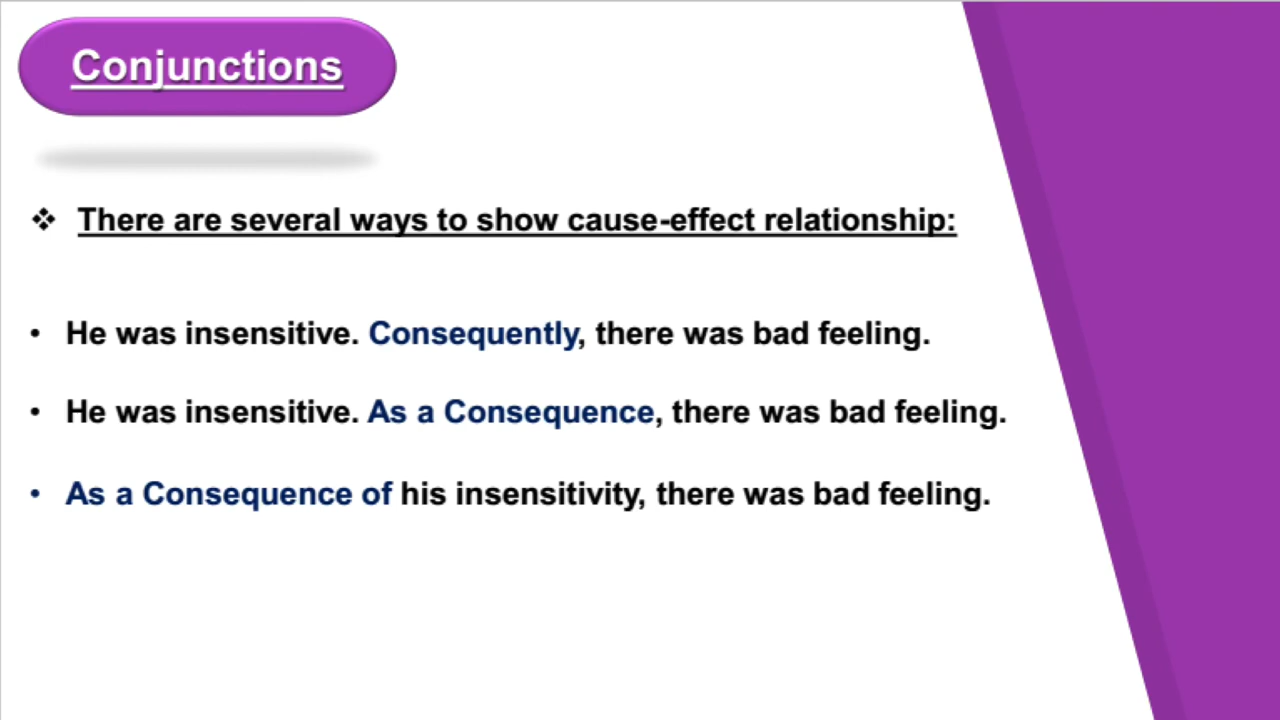 Conjunctions
❖ There are several ways to show cause-effect relationship:
• He was insensitive. Consequently, there was bad feeling.
• He was insensitive. As a Consequence, there was bad feeling.
• As a Consequence of his insensitivity, there was bad feeling.